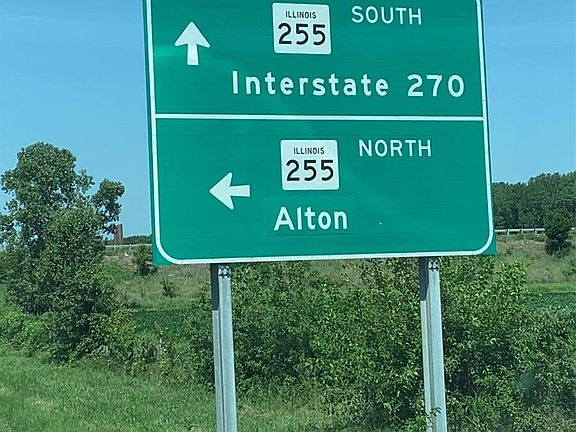 ILLINOIS
255 SOUTH
Interstate 270
ILLINOIS
255 NORTH
Alton